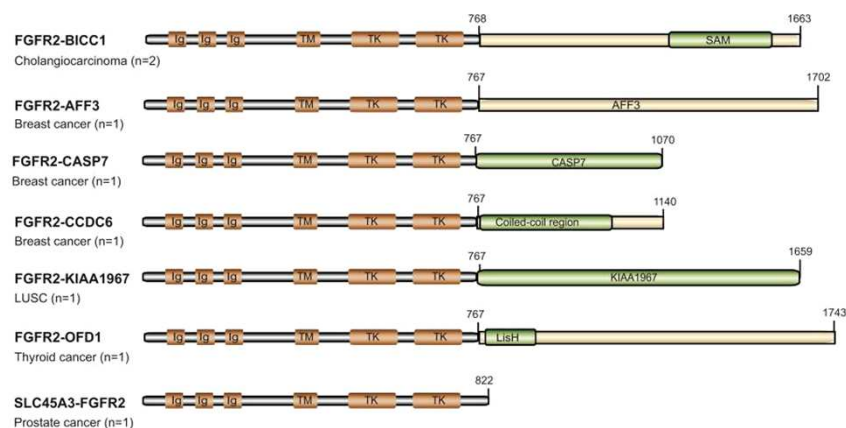 768 1663
FGFR2-BICC1 Ig Ig Ig TM TK TK SAM
Cholangiocarcinoma (n=2)
767 1702
FGFR2-AFF3 Ig Ig Ig TM TK TK AFF3
Breast cancer (n=1)
767 1070
FGFR2-CASP7 Ig Ig Ig TM TK TK CASP7
Breast cancer (n=1)
767 1140
FGFR2-CCDC6 Ig Ig Ig TM TK TK Coiled-coil region
Breast cancer (n=1)
767 1659
FGFR2-KIAA1967 Ig Ig Ig TM TK TK KIAA1967
LUSC (n=1)
767 1743
FGFR2-OFD1 Ig Ig Ig TM TK TK LisH
Thyroid cancer (n=1)
822
SLC45A3-FGFR2 Ig Ig Ig TM TK TK
Prostate cancer (n=1)